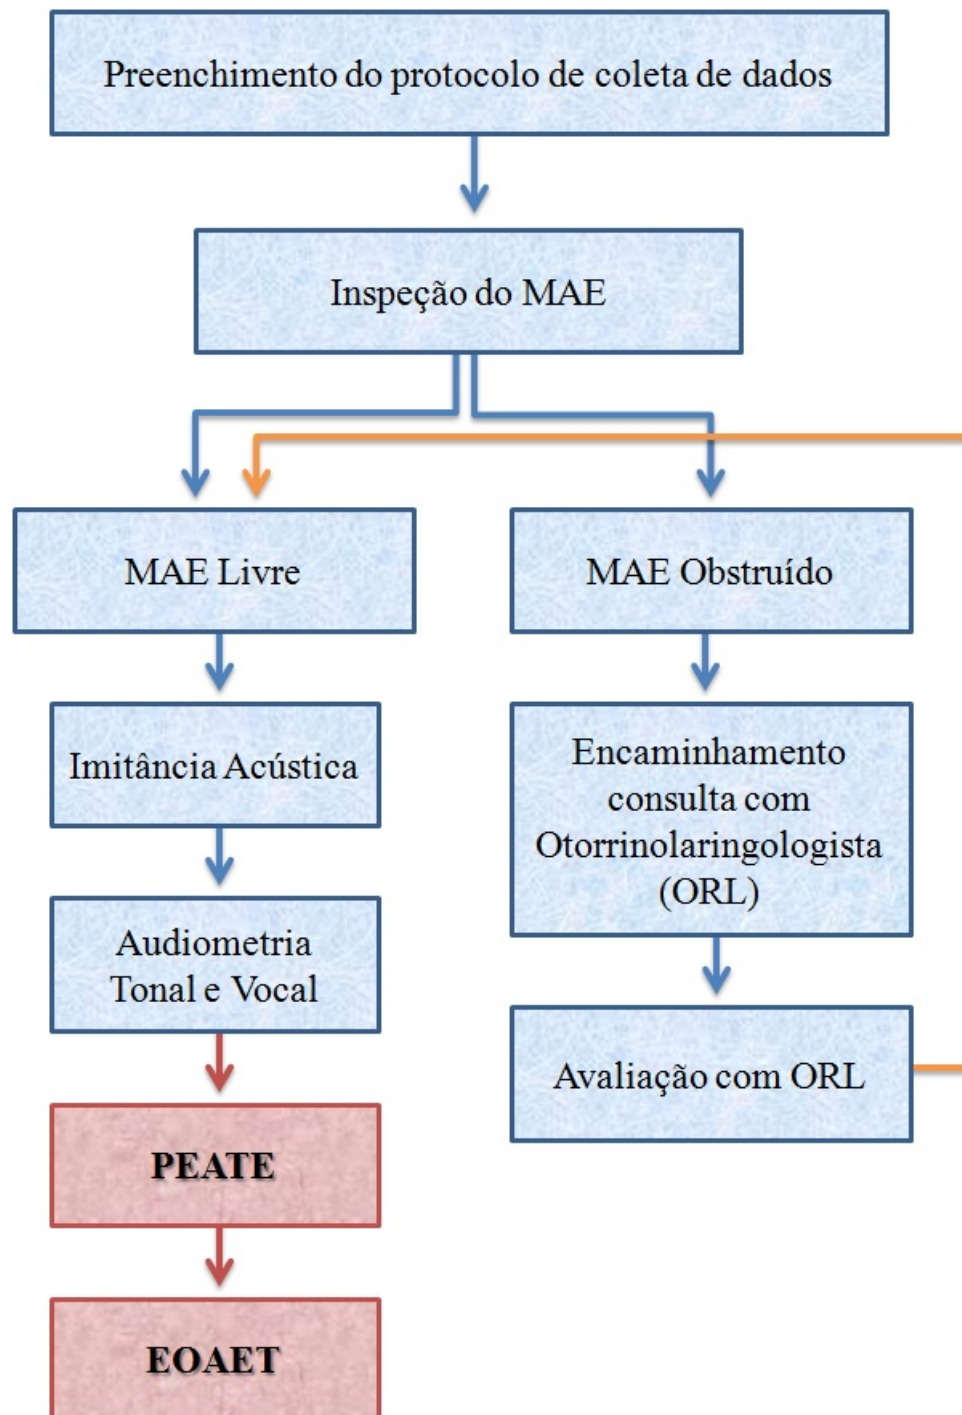 Preenchimento do protocolo de coleta de dados
Inspeção do MAE
MAE Livre
MAE Obstruído
Imitância Acústica
Encaminhamento
consulta com
Otorrinolaringologista
(ORL)
Audiometria
Tonal e Vocal
Avaliação com ORL
PEATE
EOAET